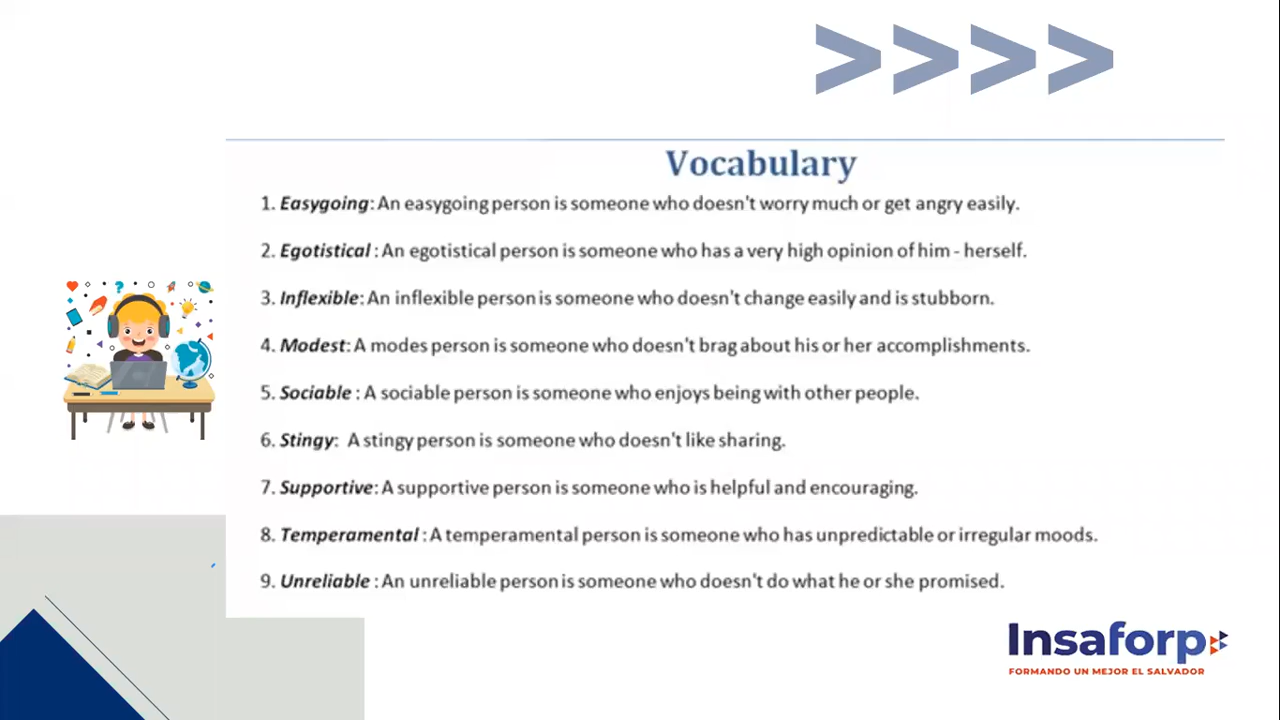 >>>>
Vocabulary
1. Easygoing: An easygoing person is someone who doesn't worry much or get angry easily.
2. Egotistical : An egotistical person is someone who has a very high opinion of him - herself.
3. Inflexible: An inflexible person is someone who doesn't change easily and is stubborn.
4. Modest: A modes person is someone who doesn't brag about his or her accomplishments.
5. Sociable : A sociable person is someone who enjoys being with other people.
6. Stingy: A stingy person is someone who doesn't like sharing.
7. Supportive: A supportive person is someone who is helpful and encouraging.
8. Temperamental : A temperamental person is someone who has unpredictable or irregular moods.
9. Unreliable : An unreliable person is someone who doesn't do what he or she promised.
Insaforp
FORMANDO UN MEJOR EL SALVADOR